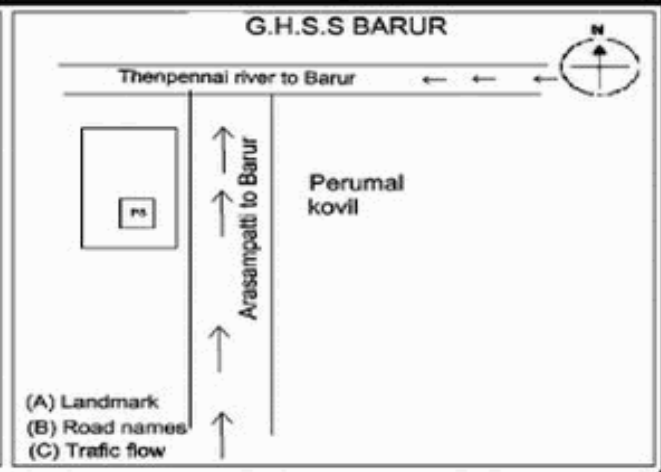 G.H.S.S BARUR
N
Thenpennai river to Barur
Arasampatti to Barur
Perumal
kovil
PS
(A) Landmark
(B) Road names
(C) Trafic flow